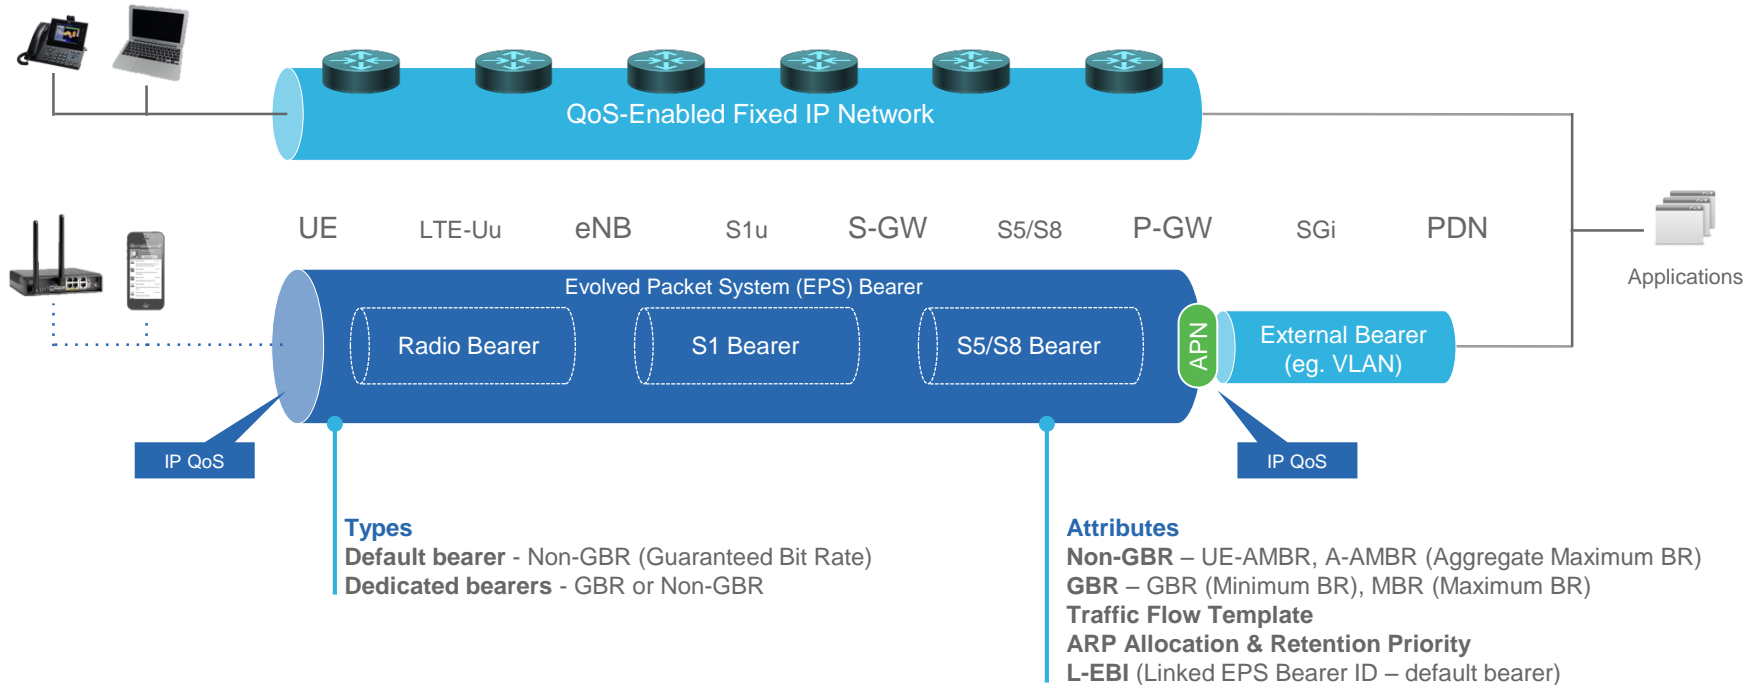 QoS-Enabled Fixed IP Network
UE LTE-Uu eNB S1u S-GW S5/S8 P-GW SGi PDN
Applications
Evolved Packet System (EPS) Bearer
Radio Bearer
S1 Bearer
S5/S8 Bearer
APN
External Bearer
(eg. VLAN)
IP QoS
IP QoS
Types
Default bearer - Non-GBR (Guaranteed Bit Rate)
Dedicated bearers - GBR or Non-GBR
Attributes
Non-GBR – UE-AMBR, A-AMBR (Aggregate Maximum BR)
GBR – GBR (Minimum BR), MBR (Maximum BR)
Traffic Flow Template
ARP Allocation & Retention Priority
L-EBI (Linked EPS Bearer ID – default bearer)